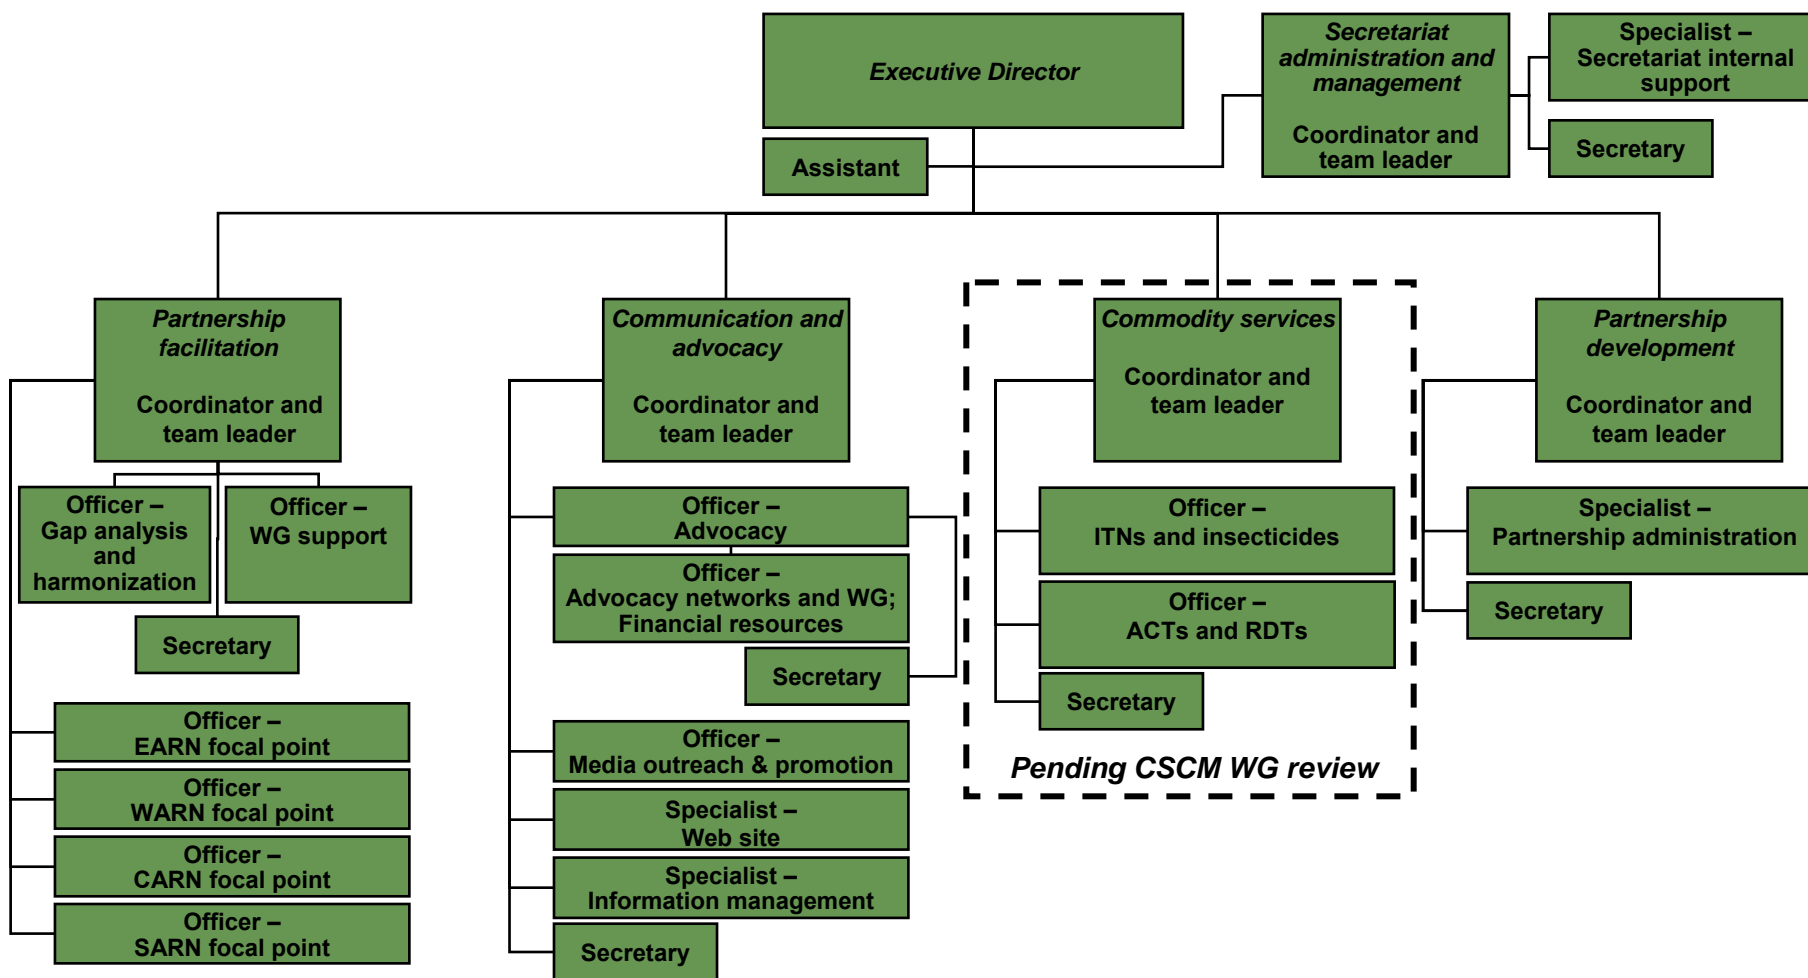 Executive Director
Assistant
Secretariat
administration and
management
Coordinator and
team leader
Specialist –
Secretariat internal
support
Secretary
Partnership
facilitation
Coordinator and
team leader
Officer –
Gap analysis
and
harmonization
Officer –
WG support
Secretary
Officer –
EARN focal point
Officer –
WARN focal point
Officer –
CARN focal point
Officer –
SARN focal point
Communication and
advocacy
Coordinator and
team leader
Officer –
Advocacy
Officer –
Advocacy networks and WG;
Financial resources
Secretary
Officer –
Media outreach & promotion
Specialist –
Web site
Specialist –
Information management
Secretary
Commodity services
Coordinator and
team leader
Officer –
ITNs and insecticides
Officer –
ACTs and RDTs
Secretary
Pending CSCM WG review
Partnership
development
Coordinator and
team leader
Specialist –
Partnership administration
Secretary